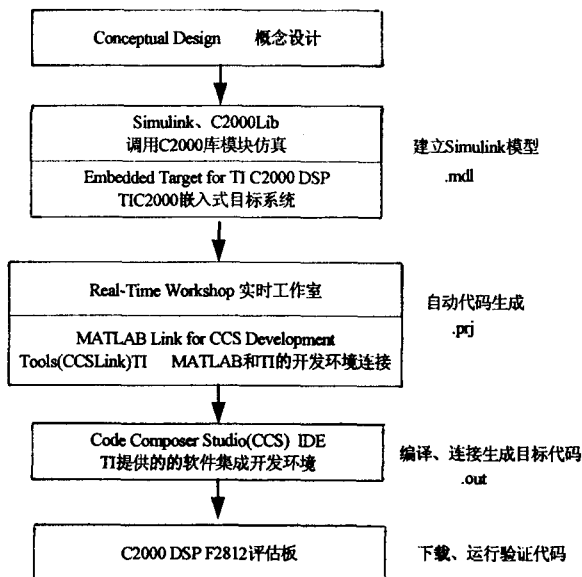 Conceptual Design 概念设计
Simulink、C2000Lib
调用C2000库模块仿真
Embedded Target for TI C2000 DSP
TIC2000嵌入式目标系统
建立Simulink模型
.mdl
Real-Time Workshop 实时工作室
MATLAB Link for CCS Development
Tools(CCSLink)TI MATLAB和TI的开发环境连接
自动代码生成
.prj
Code Composer Studio(CCS) IDE
TI提供的的软件集成开发环境
编译、连接生成目标代码
.out
C2000 DSP F2812评估板
下载、运行验证代码